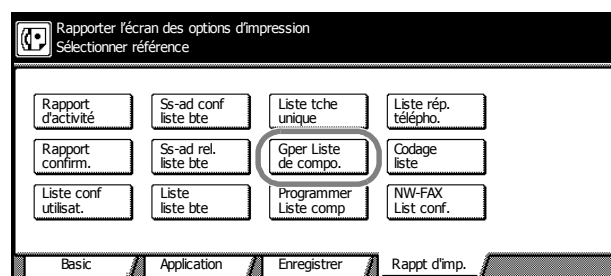 Rapporter l'écran des options d'impression
Sélectionner référence
Rapport d'activité
Ss-ad conf liste bte
Liste tche unique
Liste rép. télépho.
Rapport confirm.
Ss-ad rel. liste bte
Gper Liste de compo.
Codage liste
Liste conf utilisat.
Liste liste bte
Programmer Liste comp
NW-FAX List conf.
Basic
Application
Enregistrer
Rappt d'imp.